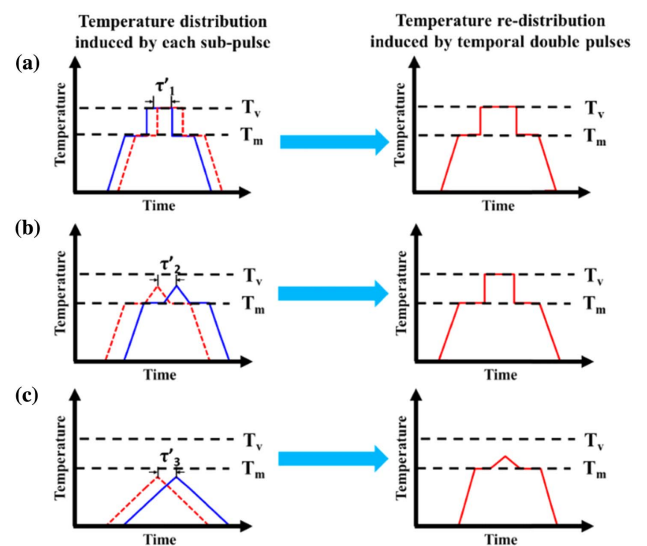 Temperature distribution
induced by each sub-pulse
Temperature re-distribution
induced by temporal double pulses
(a)
Temperature
τ'1
Tv
Tm
Time
Temperature
Tv
Tm
Time
(b)
Temperature
τ'2
Tv
Tm
Time
Temperature
Tv
Tm
Time
(c)
Temperature
τ'3
Tv
Tm
Time
Temperature
Tv
Tm
Time